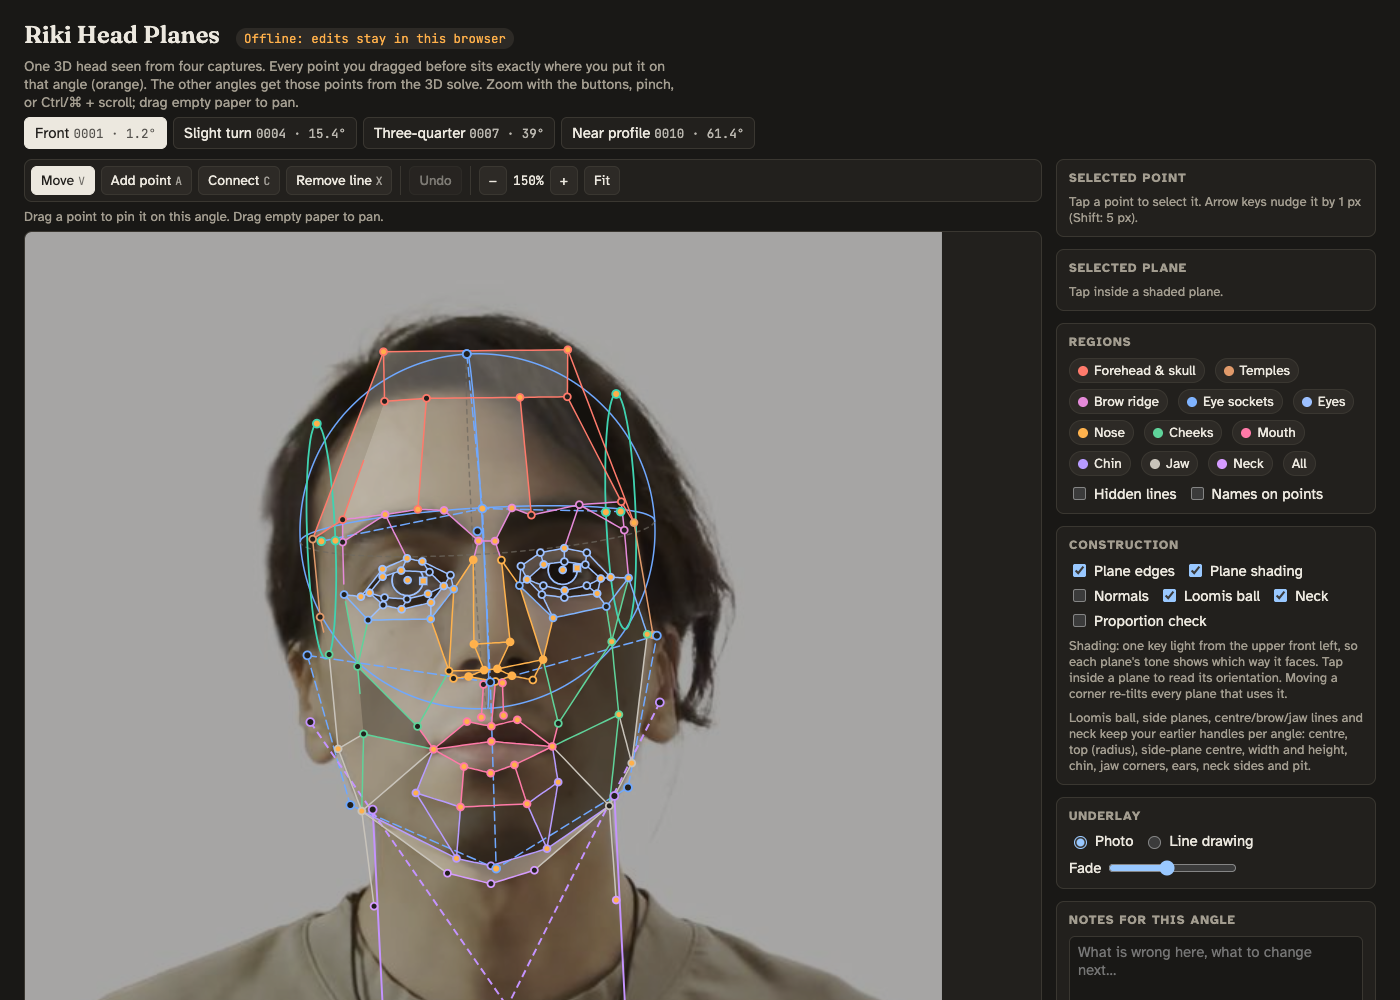 Riki Head Planes
Offline: edits stay in this browser
One 3D head seen from four captures. Every point you dragged before sits exactly where you put it on
that angle (orange). The other angles get those points from the 3D solve. Zoom with the buttons, pinch,
or Ctrl/⌘ + scroll; drag empty paper to pan.
Front 0001 · 1.2°
Slight turn 0004 · 15.4°
Three-quarter 0007 · 39°
Near profile 0010 · 61.4°
Move V
Add point A
Connect C
Remove line X
Undo
− 150% +
Fit
Drag a point to pin it on this angle. Drag empty paper to pan.
SELECTED POINT
Tap a point to select it. Arrow keys nudge it by 1 px
(Shift: 5 px).
SELECTED PLANE
Tap inside a shaded plane.
REGIONS
Forehead & skull
Temples
Brow ridge
Eye sockets
Eyes
Nose
Cheeks
Mouth
Chin
Jaw
Neck
All
Hidden lines
Names on points
CONSTRUCTION
Plane edges
Plane shading
Normals
Loomis ball
Neck
Proportion check
Shading: one key light from the upper front left, so
each plane's tone shows which way it faces. Tap
inside a plane to read its orientation. Moving a
corner re-tilts every plane that uses it.
Loomis ball, side planes, centre/brow/jaw lines and
neck keep your earlier handles per angle: centre,
top (radius), side-plane centre, width and height,
chin, jaw corners, ears, neck sides and pit.
UNDERLAY
Photo
Line drawing
Fade
NOTES FOR THIS ANGLE
What is wrong here, what to change
next...